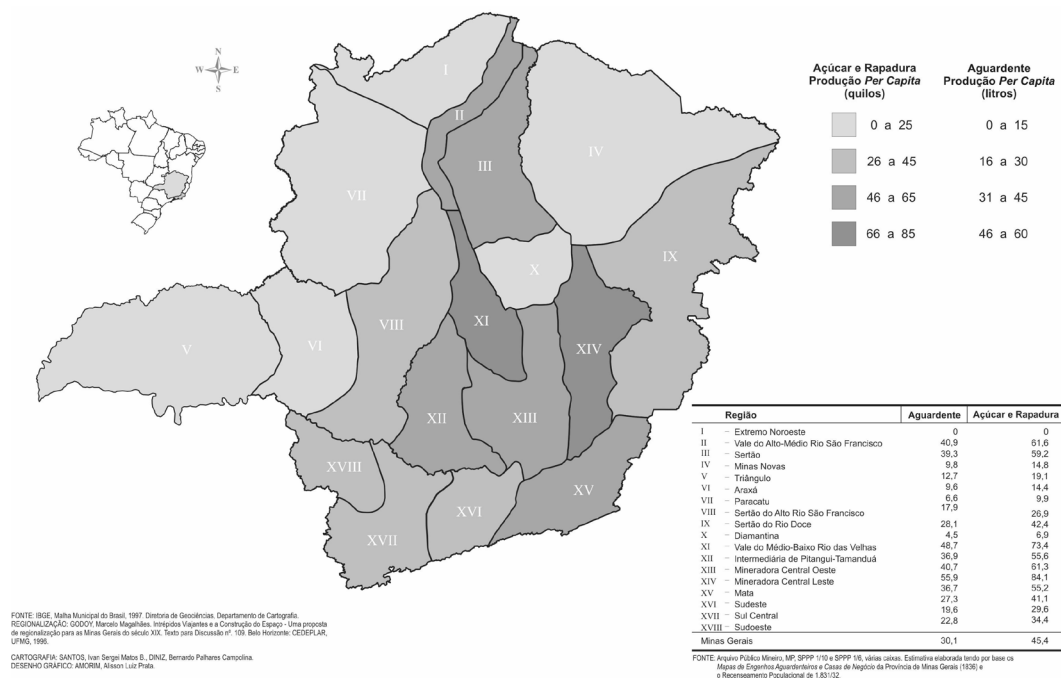 N
W E
S
Açúcar e Rapadura
Produção Per Capita
(quilos)
Aguardente
Produção Per Capita
(litros)
0 a 25 0 a 15
26 a 45 16 a 30
46 a 65 31 a 45
66 a 85 46 a 60
I
II
III
IV
VII
IX
X
V
VI
VIII
XI
XIV
XII
XIII
XVIII
XV
XVI
XVII
Região Aguardente Açúcar e Rapadura
I – Extremo Noroeste 0 0
II – Vale do Alto-Médio Rio São Francisco 40,9 61,6
III – Sertão 39,3 59,2
IV – Minas Novas 9,8 14,8
V – Triângulo 12,7 19,1
VI – Araxá 9,6 14,4
VII – Paracatu 6,6 9,9
VIII – Sertão do Alto Rio São Francisco 17,9 26,9
IX – Sertão do Rio Doce 28,1 42,4
X – Diamantina 4,5 6,9
XI – Vale do Médio-Baixo Rio das Velhas 48,7 73,4
XII – Intermediária de Pitangui-Tamanduá 36,9 55,6
XIII – Mineradora Central Oeste 40,7 61,3
XIV – Mineradora Central Leste 55,9 84,1
XV – Mata 36,7 55,2
XVI – Sudeste 27,3 41,1
XVII – Sul Central 19,6 29,6
XVIII – Sudoeste 22,8 34,4
Minas Gerais 30,1 45,4
FONTE: IBGE, Malha Municipal do Brasil, 1997. Diretoria de Geociências, Departamento de Cartografia.
REGIONALIZAÇÃO: GODOY, Marcelo Magalhães. Intrépidos Viajantes e a Construção do Espaço - Uma proposta
de regionalização para as Minas Gerais do século XIX. Texto para Discussão nº. 109. Belo Horizonte: CEDEPLAR,
UFMG, 1996.
CARTOGRAFIA: SANTOS, Ivan Sergei Matos B., DINIZ, Bernardo Palhares Campolina.
DESENHO GRÁFICO: AMORIM, Alisson Luiz Prata.
FONTE: Arquivo Público Mineiro, MP, SPPP 1/10 e SPPP 1/6, várias caixas. Estimativa elaborada tendo por base os
Mapas de Engenhos Aguardenteiros e Casas de Negócio da Província de Minas Gerais (1836) e
o Recenseamento Populacional de 1.831/32.